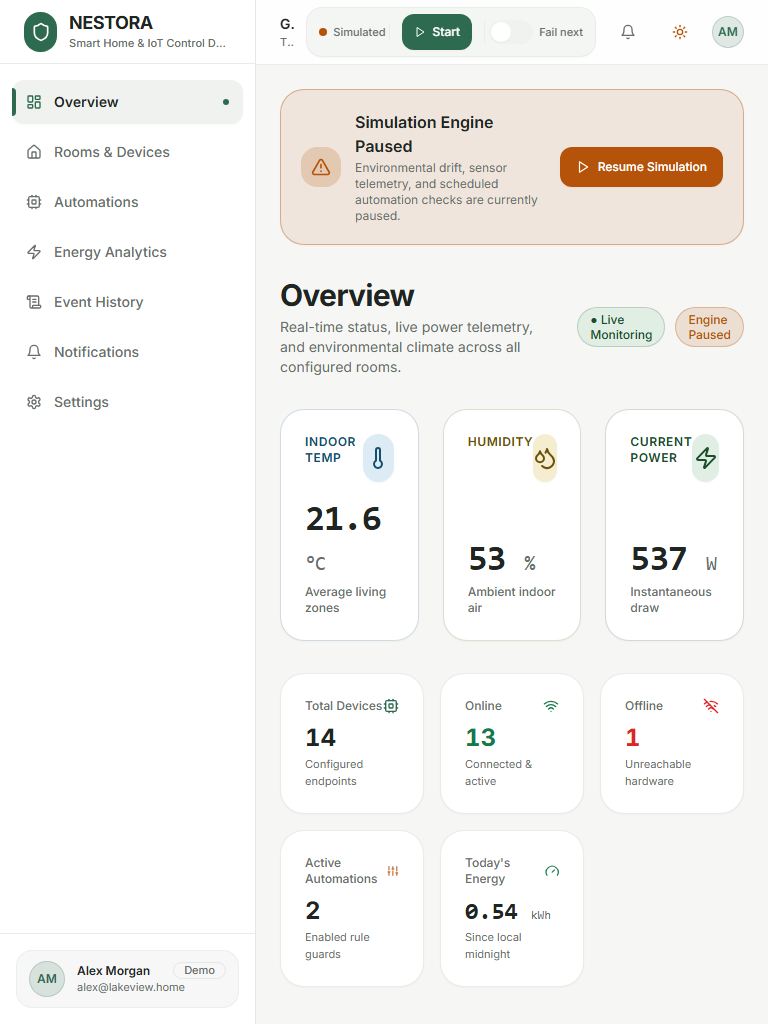 NESTORA
Smart Home & IoT Control D...
G.
T..
Simulated
Start
Fail next
AM
Overview
Rooms & Devices
Automations
Energy Analytics
Event History
Notifications
Settings
Simulation Engine
Paused
Environmental drift, sensor
telemetry, and scheduled
automation checks are currently
paused.
Resume Simulation
Overview
Real-time status, live power telemetry,
and environmental climate across all
configured rooms.
● Live
Monitoring
Engine
Paused
INDOOR
TEMP
21.6
°C
Average living
zones
HUMIDITY
53 %
Ambient indoor
air
CURRENT
POWER
537 W
Instantaneous
draw
Total Devices
14
Configured
endpoints
Online
13
Connected &
active
Offline
1
Unreachable
hardware
Active
Automations
2
Enabled rule
guards
Today's
Energy
0.54 kWh
Since local
midnight
AM
Alex Morgan
Demo
alex@lakeview.home